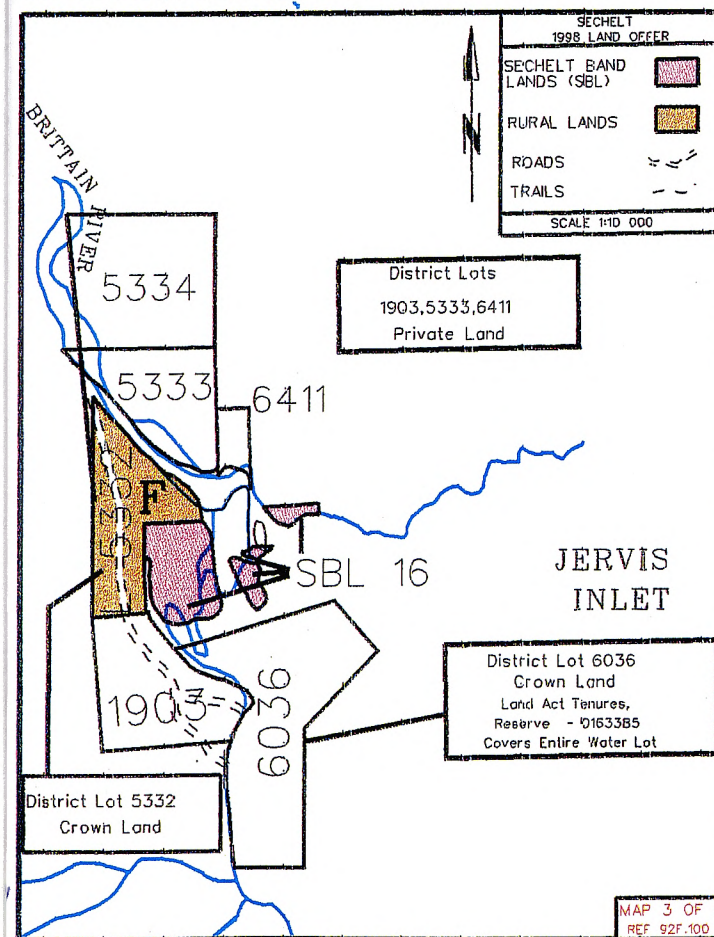 SECHELT
1998 LAND OFFER
SECHELT BAND
LANDS (SBL)
RURAL LANDS
ROADS
TRAILS
SCALE 1:10 000
N
BRITTAIN RIVER
5334
District Lots
1903,5333,6411
Private Land
5333
6411
F
SBL 16
JERVIS
INLET
1903
6036
District Lot 6036
Crown Land
Land Act Tenures,
Reserve - 0163385
Covers Entire Water Lot
District Lot 5332
Crown Land
MAP 3 OF
REF 92F.100